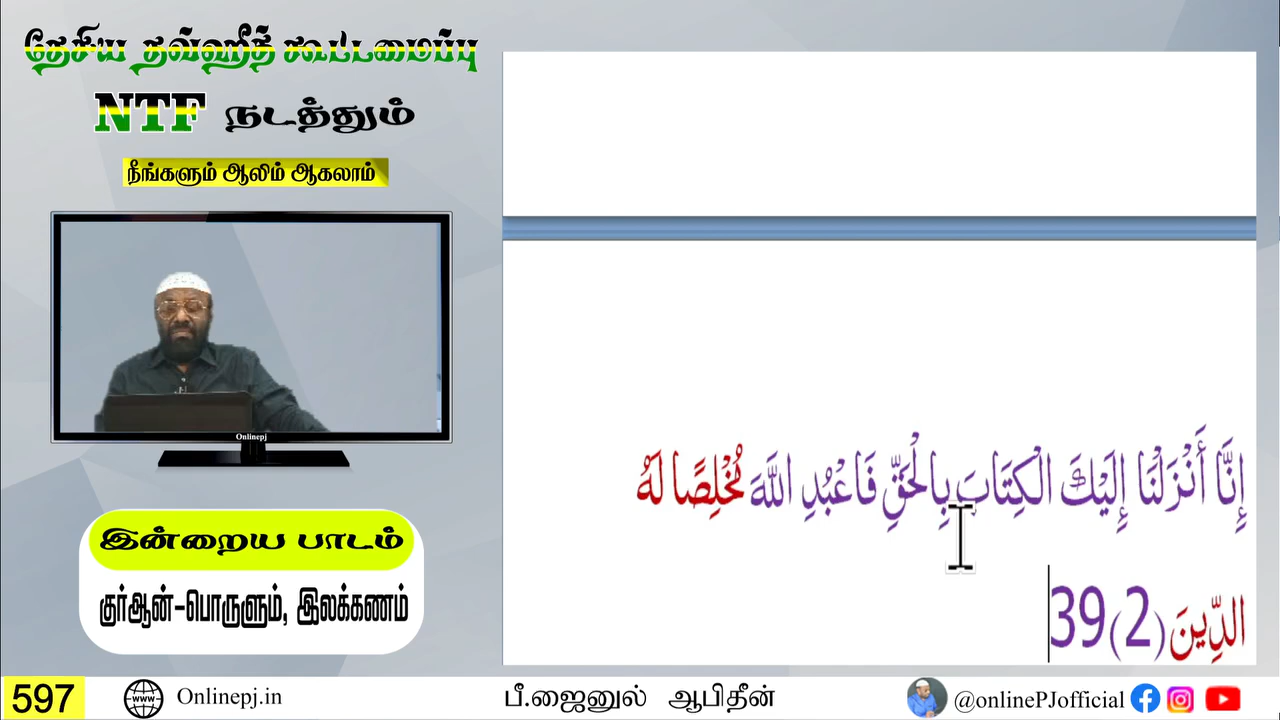 தேசிய தவ்ஹீத் கூட்டமைப்பு
NTF நடத்தும்
நீங்களும் ஆலிம் ஆகலாம்
Onlinepj
இன்றைய பாடம்
குர்ஆன்-பொருளும், இலக்கணம்
إِنَّا أَنْزَلْنَا إِلَيْكَ الْكِتَابَ بِالْحَقِّ فَاعْبُدِ اللَّهَ مُخْلِصًا لَهُ
الدِّينَ (2) 39
597
www
Onlinepj.in
பீ.ஜைனுல் ஆபிதீன்
@onlinePJofficial